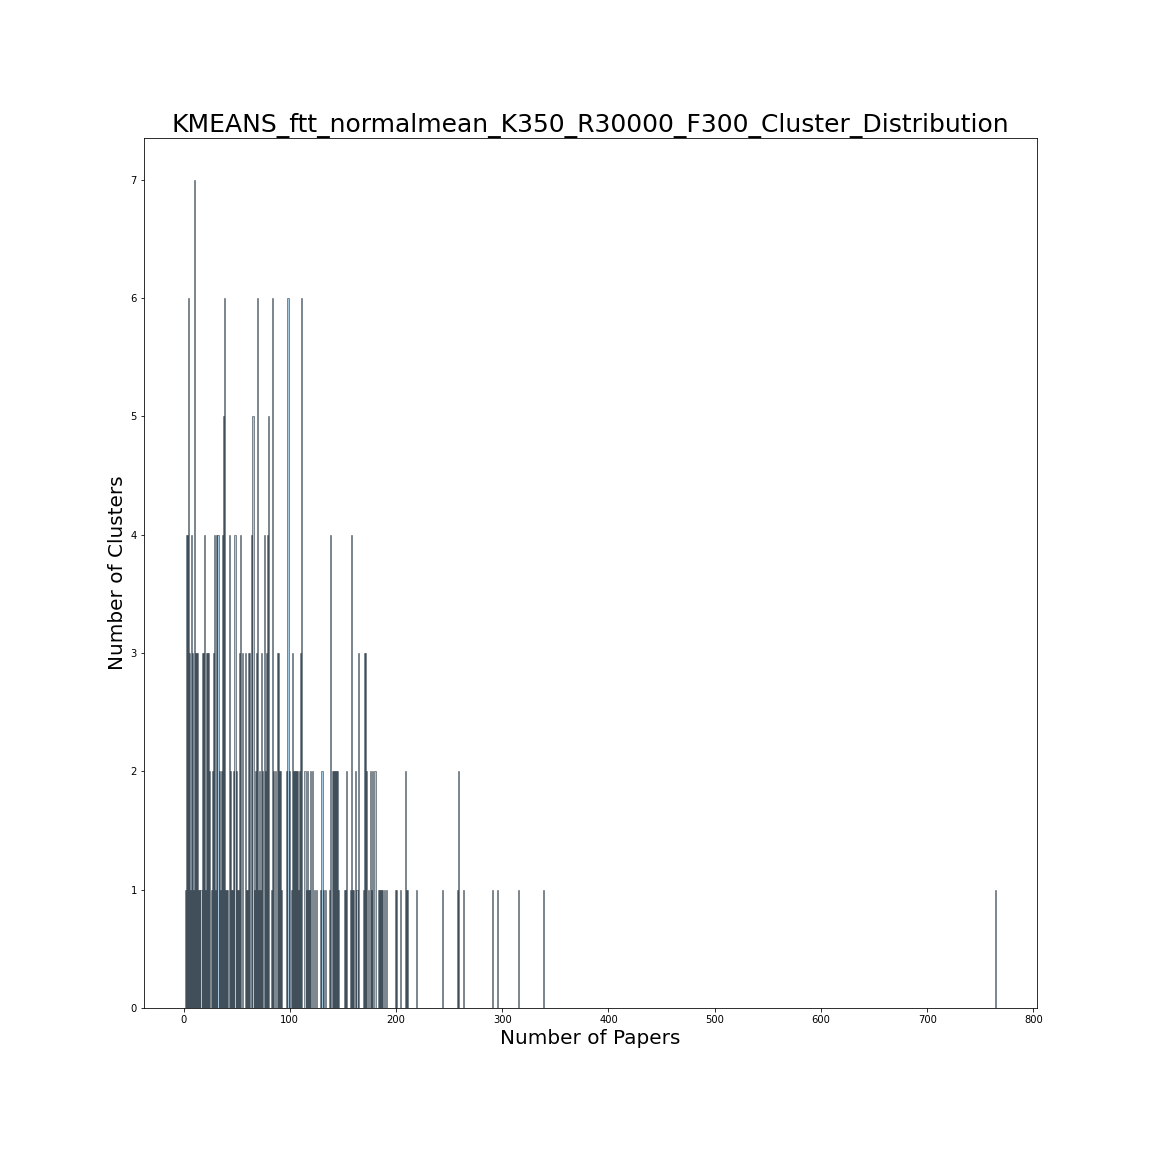 KMEANS_ftt_normalmean_K350_R30000_F300_Cluster_Distribution
7
6
5
4
3
2
1
0
Number of Clusters
0 100 200 300 400 500 600 700 800
Number of Papers